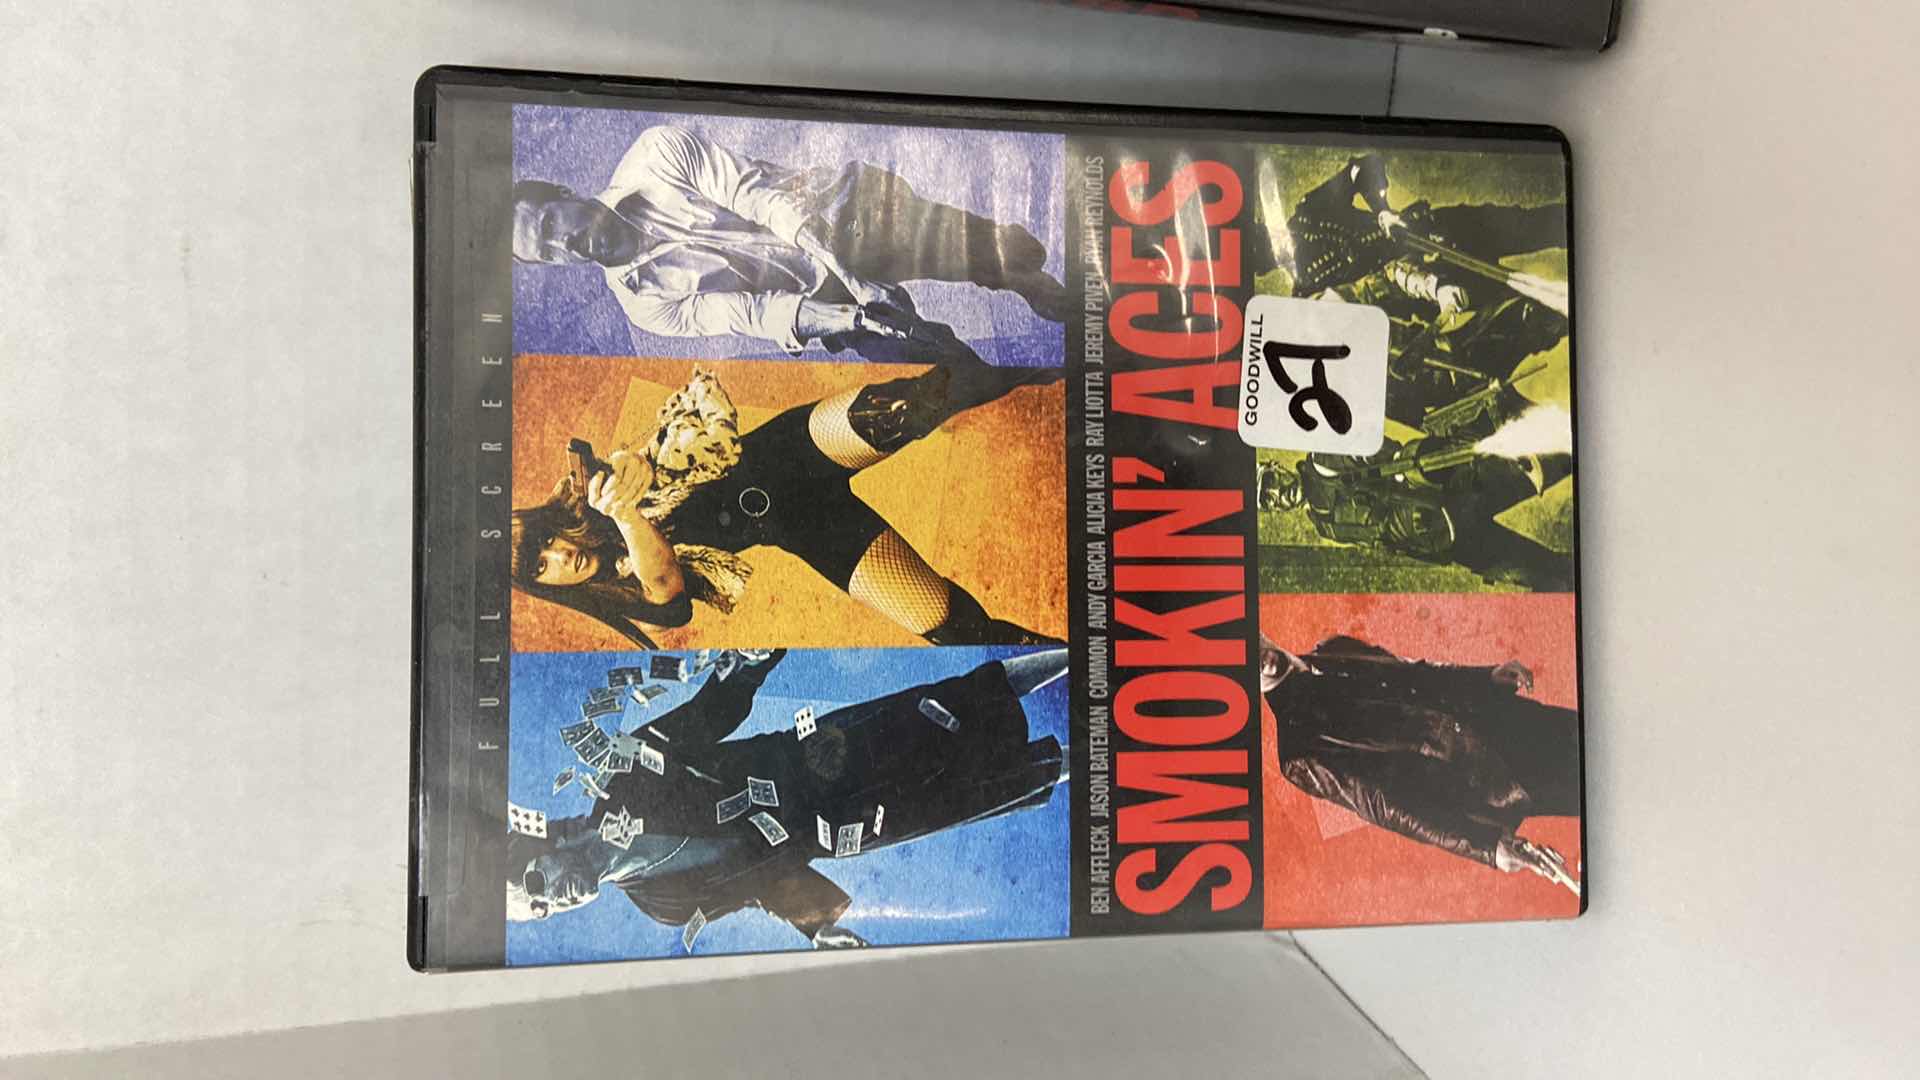 FULL SCREEN
BEN AFFLECK JASON BATEMAN COMMON ANDY GARCIA ALICIA KEYS RAY LIOTTA JEREMY PIVEN RYAN REYNOLDS
SMOKIN' ACES
GOODWILL